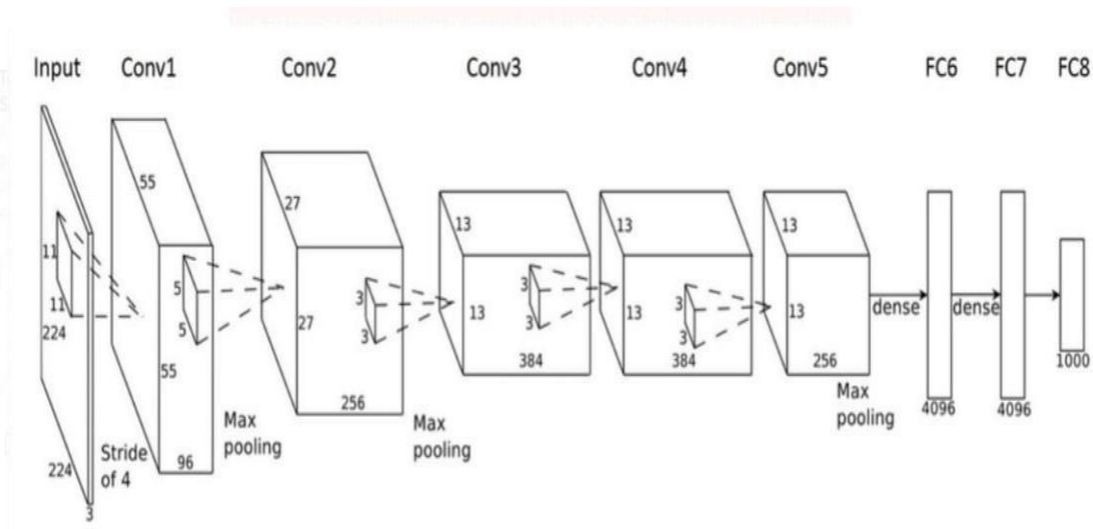 Input Conv1 Conv2 Conv3 Conv4 Conv5 FC6 FC7 FC8
11
11
224
224
3
Stride
of 4
55
55
96
5
5
Max
pooling
27
27
256
3
3
Max
pooling
13
13
384
3
3
13
13
384
3
3
13
13
256
Max
pooling
dense
4096
dense
4096
1000